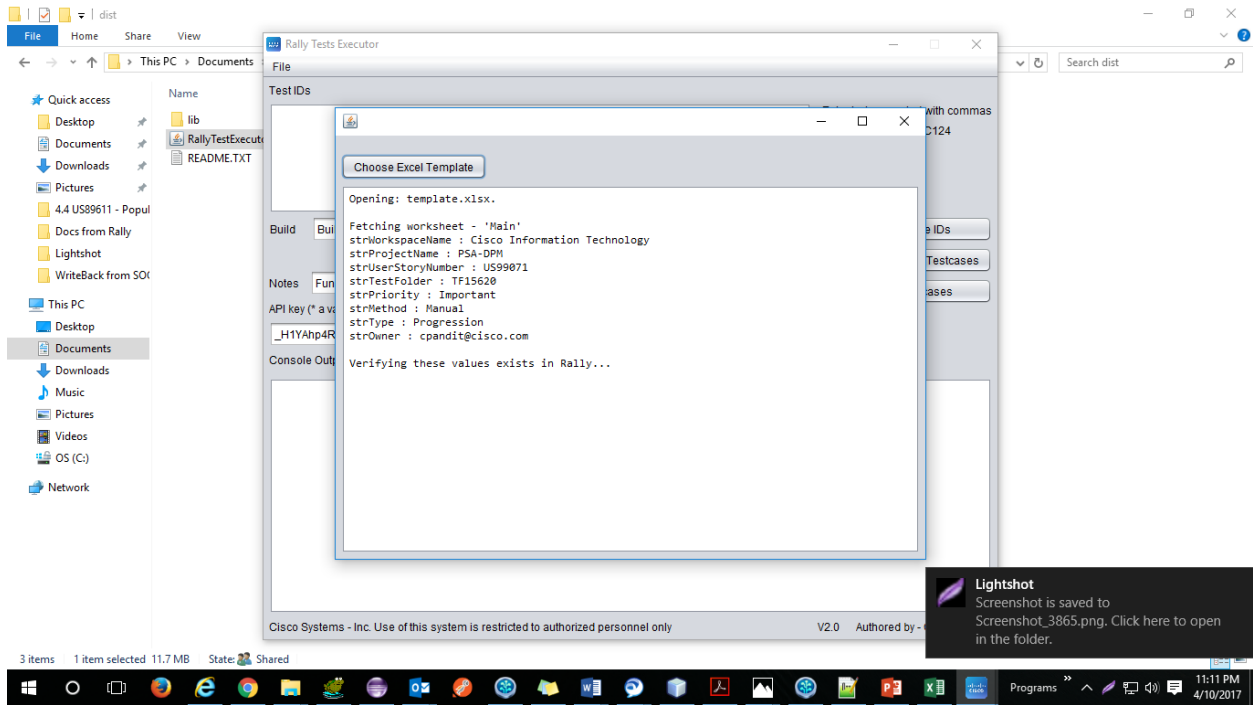 dist
File Home Share View
This PC > Documents
Search dist
Quick access
Desktop
Documents
Downloads
Pictures
4.4 US89611 - Popul
Docs from Rally
Lightshot
WriteBack from SO
This PC
Desktop
Documents
Downloads
Music
Pictures
Videos
OS (C:)
Network
Name
lib
RallyTestExecut
README.TXT
Rally Tests Executor
File
Test IDs
with commas
C124
Build Bui
e IDs
Testcases
Notes Fun
ases
API key (* a va
_H1YAhp4R
Console Outp
Choose Excel Template
Opening: template.xlsx.
Fetching worksheet - 'Main'
strWorkspaceName : Cisco Information Technology
strProjectName : PSA-DPM
strUserStoryNumber : US99071
strTestFolder : TF15620
strPriority : Important
strMethod : Manual
strType : Progression
strOwner : cpandit@cisco.com
Verifying these values exists in Rally...
Cisco Systems - Inc. Use of this system is restricted to authorized personnel only V2.0 Authored by -
Lightshot
Screenshot is saved to
Screenshot_3865.png. Click here to open
in the folder.
3 items 1 item selected 11.7 MB State: Shared
Programs
11:11 PM
4/10/2017